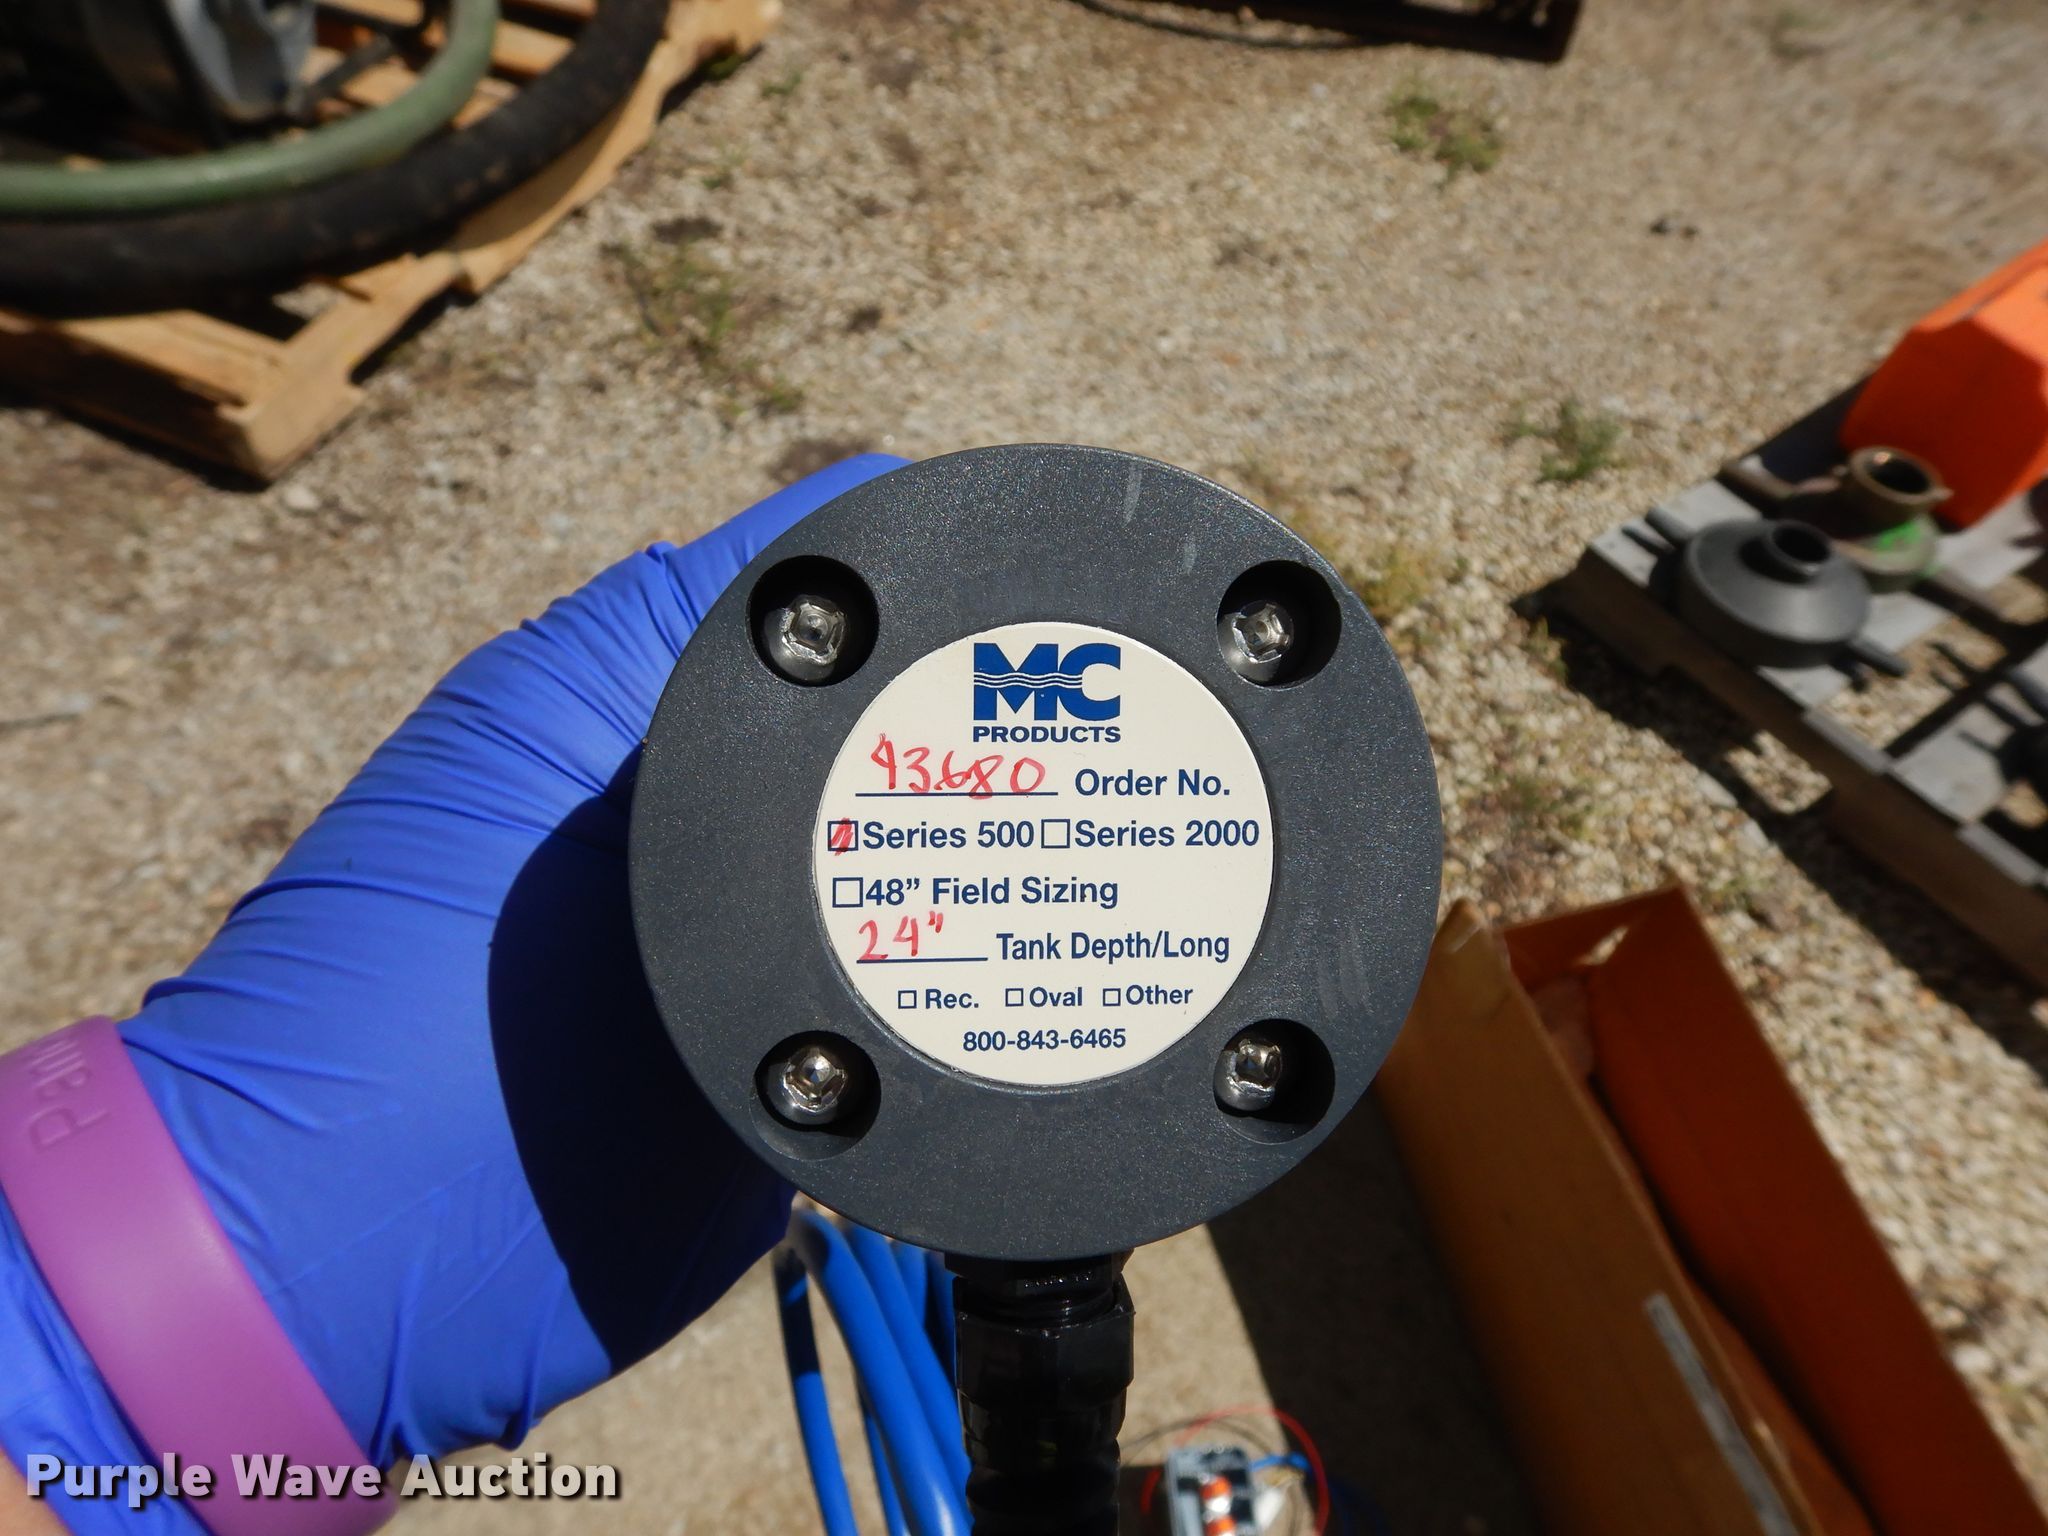 MC
PRODUCTS
93680 Order No.
Series 500 Series 2000
48” Field Sizing
24" Tank Depth/Long
Rec. Oval Other
800-843-6465
Purple Wave Auction